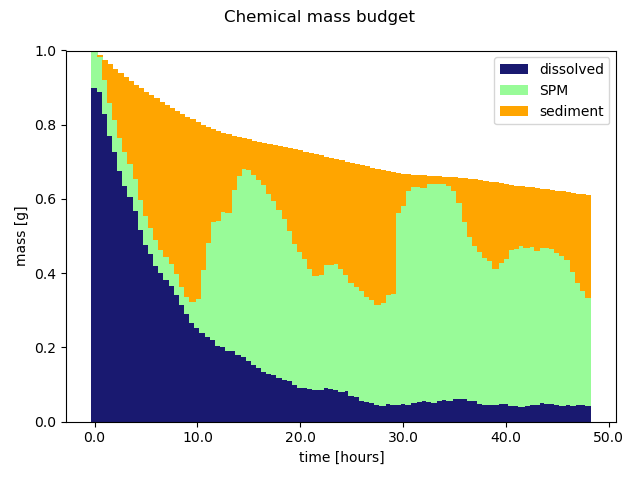 Chemical mass budget
1.0
0.8
0.6
0.4
0.2
0.0
mass [g]
dissolved
SPM
sediment
0.0 10.0 20.0 30.0 40.0 50.0
time [hours]